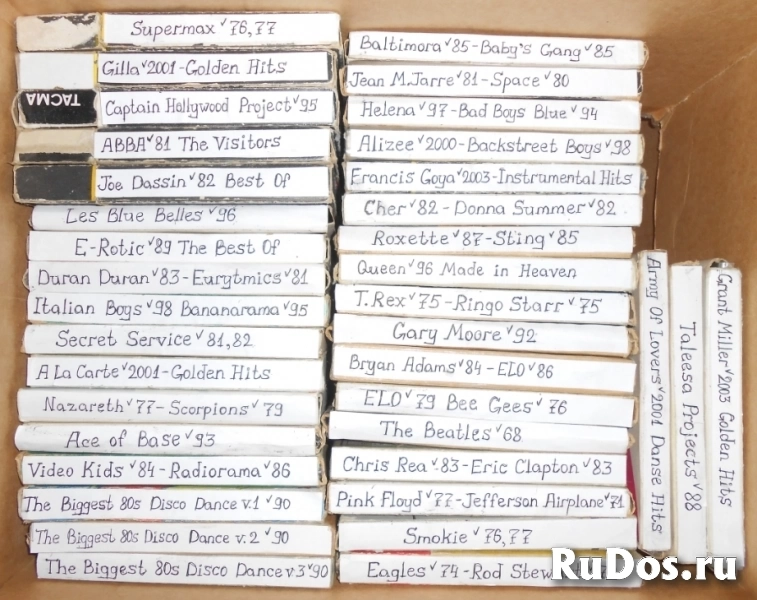 Supermax ̌76,77
Gilla ̌2001-Golden Hits
ТАСМА
Captain Hollywood Project ̌95
ABBA ̌81 The Visitors
Joe Dassin ̌82 Best Of
Les Blue Belles ̌96
E-Rotic ̌89 The Best Of
Duran Duran ̌83-Eurytmics ̌81
Italian Boys ̌98 Bananarama ̌95
Secret Service ̌81,82
A La Carte ̌2001-Golden Hits
Nazareth ̌77-Scorpions ̌79
Ace of Base ̌93
Video Kids ̌84-Radiorama ̌86
The Biggest 80s Disco Dance v.1 ̌90
The Biggest 80s Disco Dance v.2 ̌90
The Biggest 80s Disco Dance v.3 ̌90
Baltimora ̌85-Baby's Gang ̌85
Jean M.Jarre ̌81-Space ̌80
Helena ̌97-Bad Boys Blue ̌94
Alizee ̌2000-Backstreet Boys ̌98
Francis Goya ̌2003-Instrumental Hits
Cher ̌82-Donna Summer ̌82
Roxette ̌87-Sting ̌85
Queen ̌96 Made in Heaven
T.Rex ̌75-Ringo Starr ̌75
Gary Moore ̌92
Bryan Adams ̌84-ELO ̌86
ELO ̌79 Bee Gees ̌76
The Beatles ̌68
Chris Rea ̌83-Eric Clapton ̌83
Pink Floyd ̌77-Jefferson Airplane ̌71
Smokie ̌76,77
Eagles ̌74-Rod Stew
Army Of Lovers ̌2001 Danse Hits
Taleesa Projects ̌88
Grant Miller ̌2003 Golden Hits
RuDos.ru